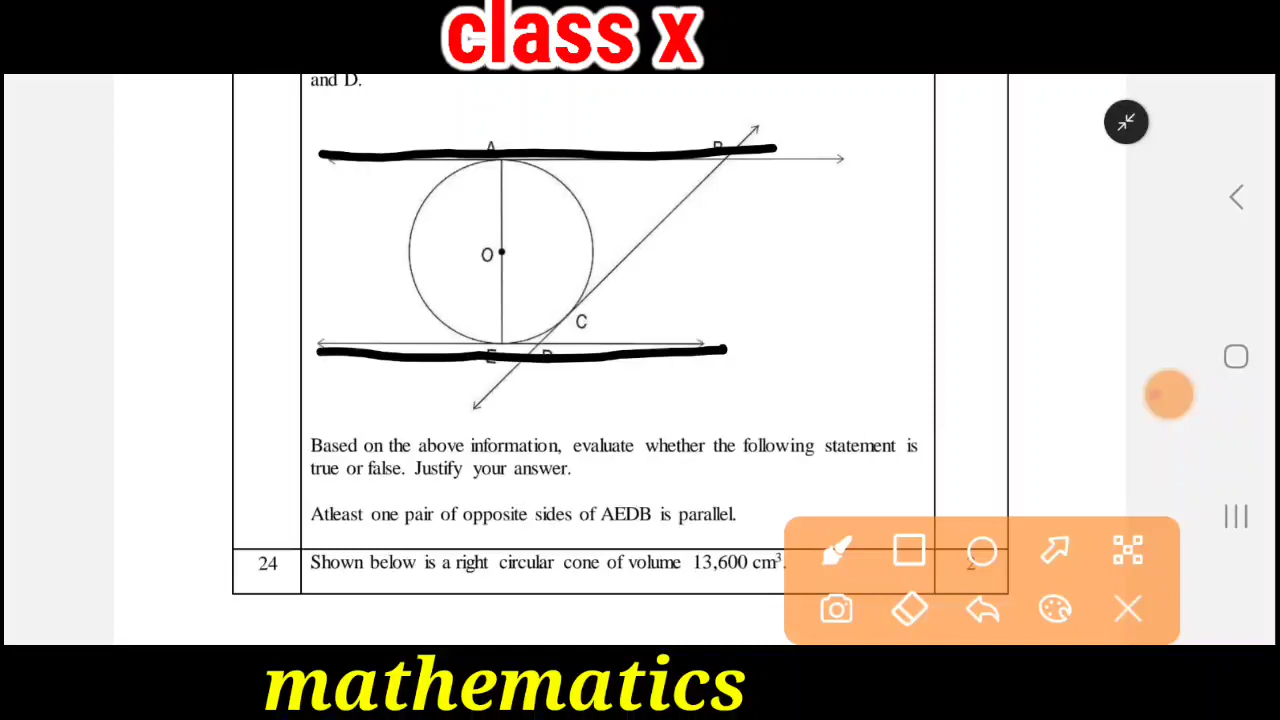 class x
and D.
A
O
C
E
Based on the above information, evaluate whether the following statement is
true or false. Justify your answer.
Atleast one pair of opposite sides of AEDB is parallel.
24 Shown below is a right circular cone of volume 13,600 cm³. 2
mathematics